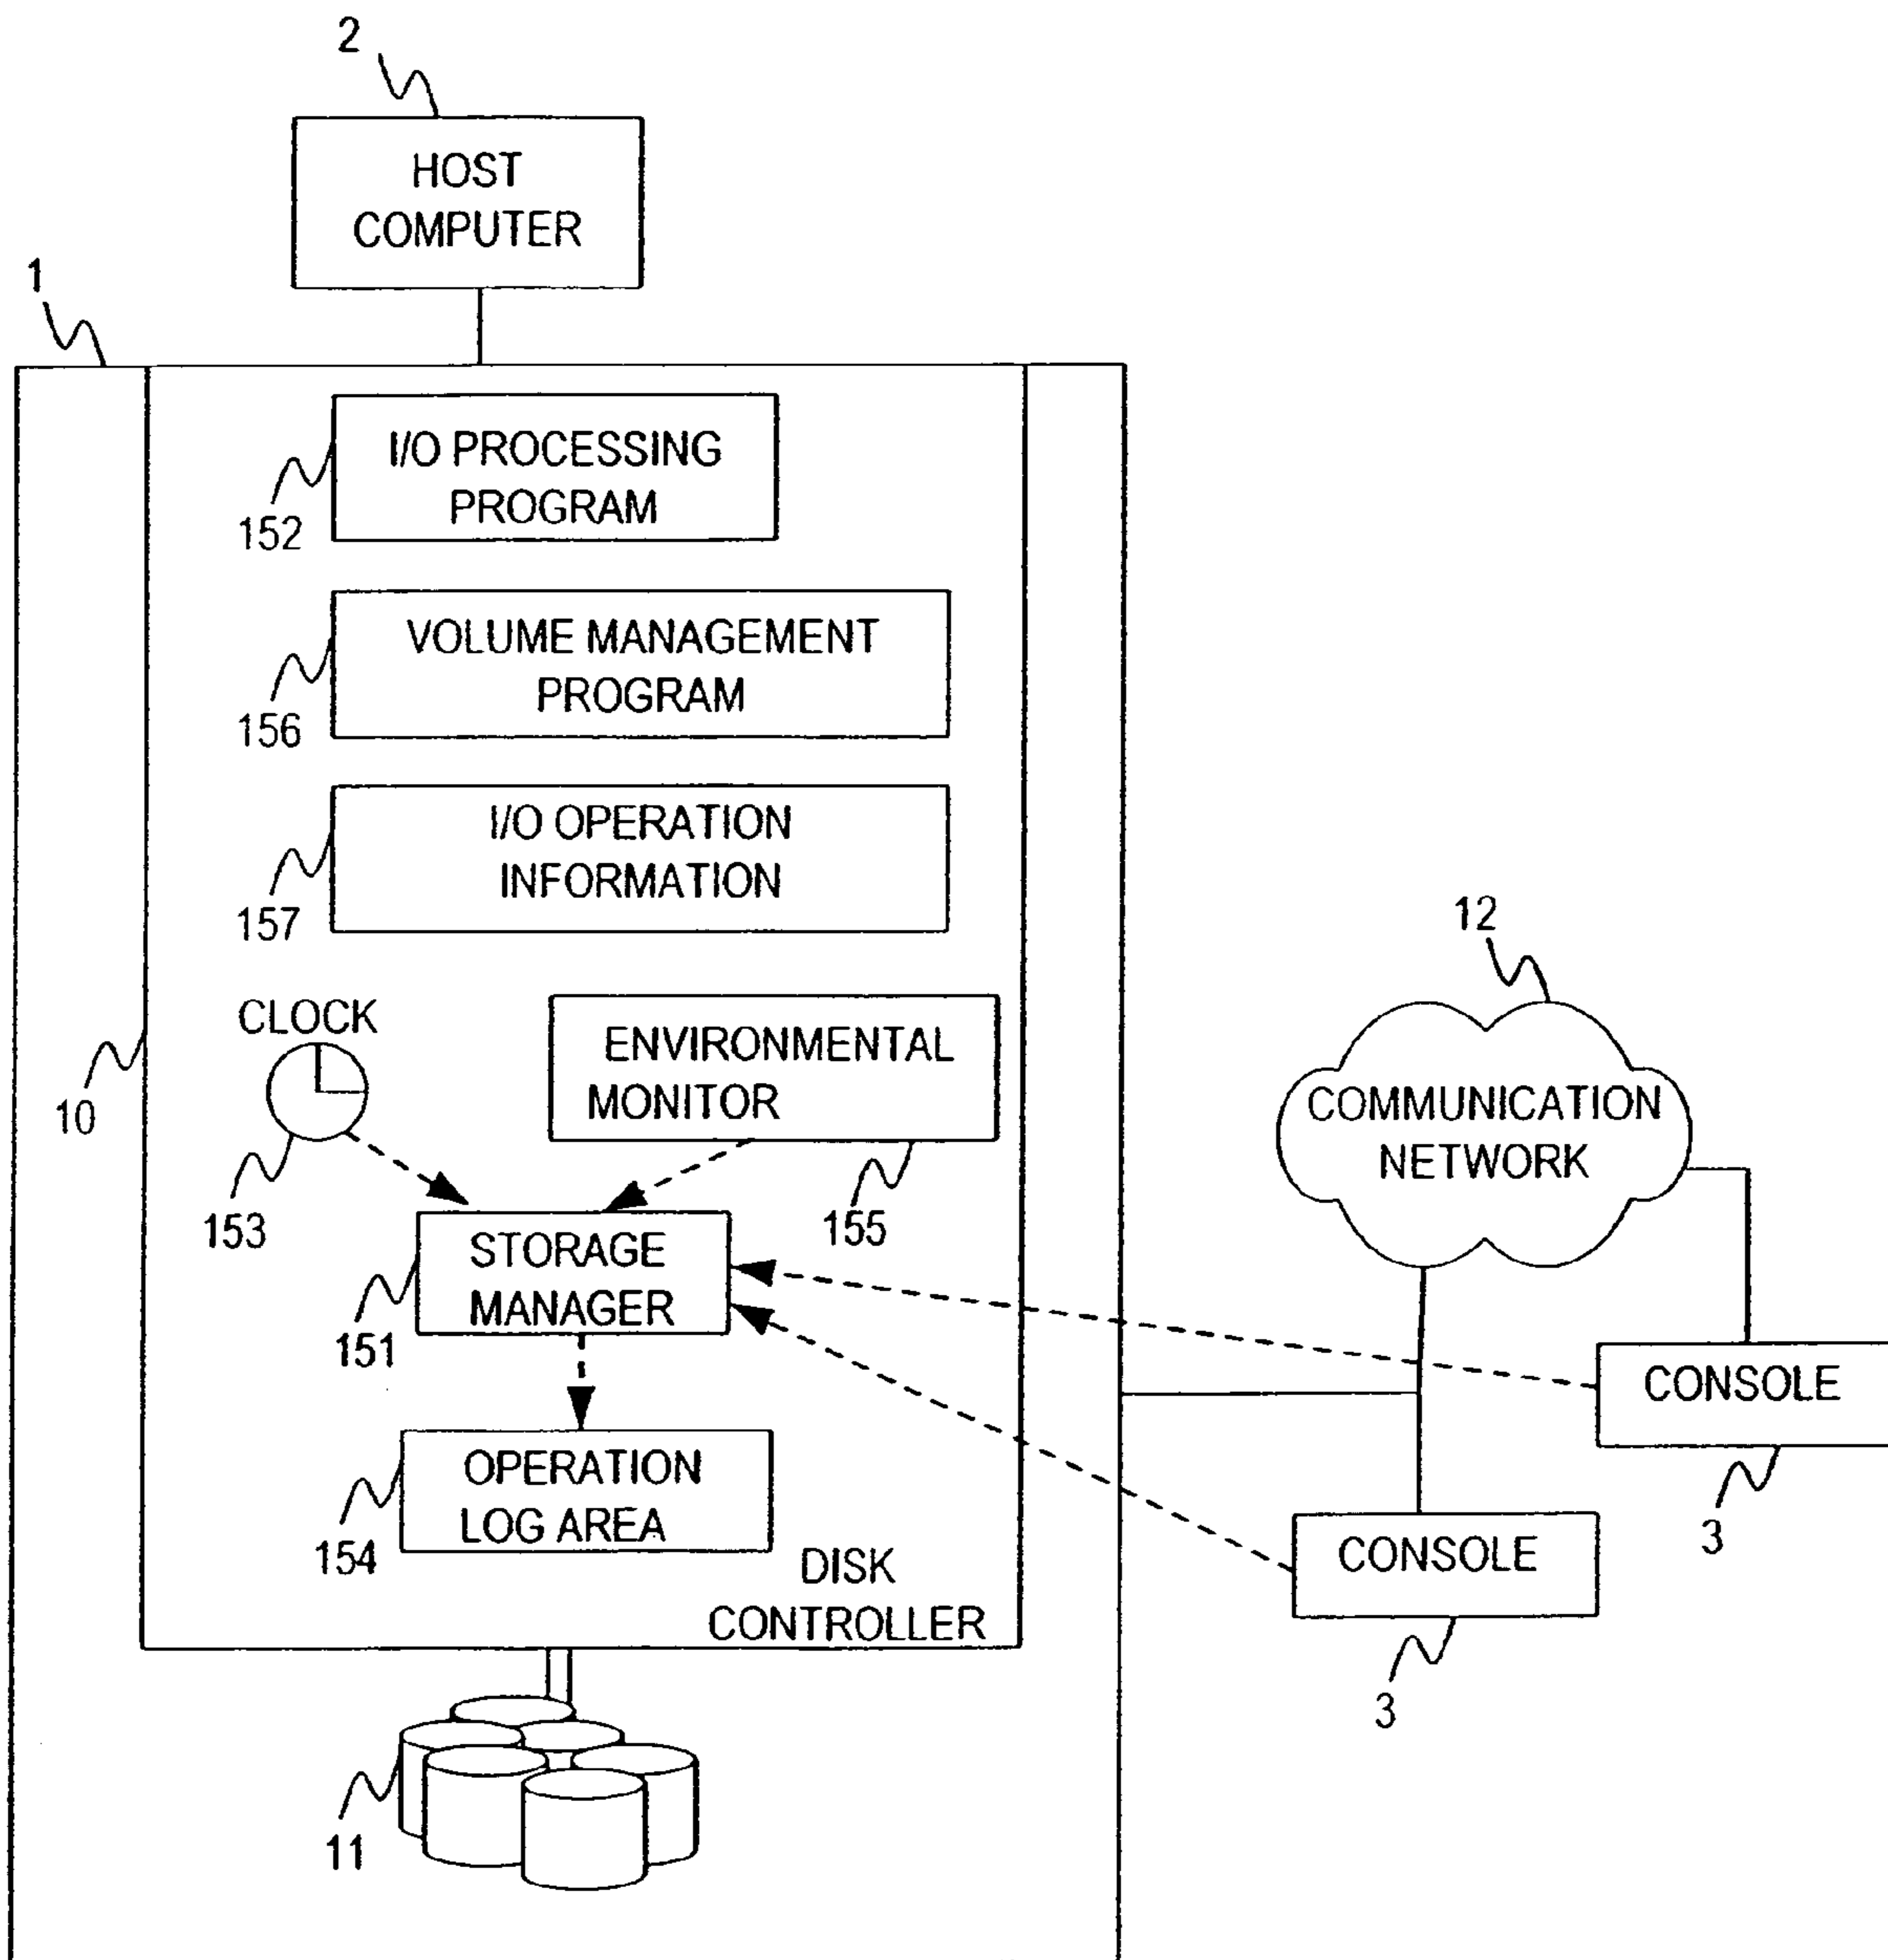 2
HOST
COMPUTER
1
I/O PROCESSING
PROGRAM
152
VOLUME MANAGEMENT
PROGRAM
156
I/O OPERATION
INFORMATION
157
CLOCK
ENVIRONMENTAL
MONITOR
10
153
155
STORAGE
MANAGER
151
OPERATION
LOG AREA
154
DISK
CONTROLLER
11
12
COMMUNICATION
NETWORK
CONSOLE
3
CONSOLE
3